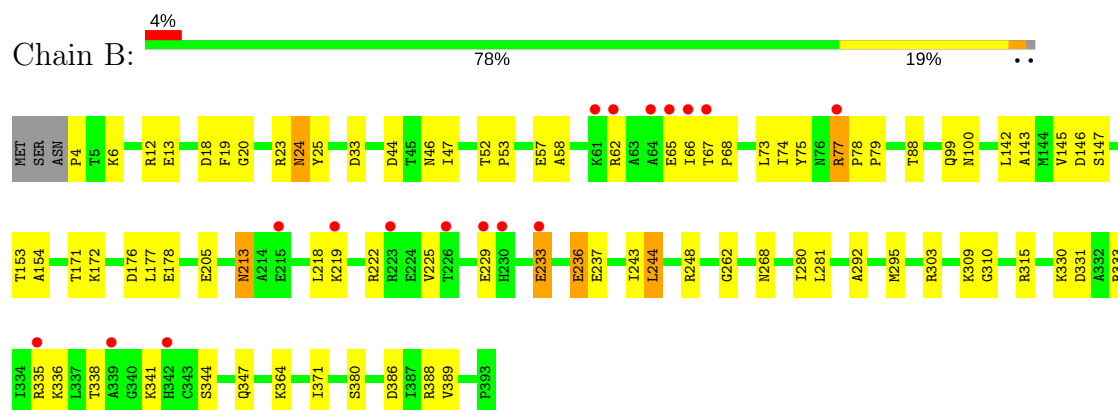 4%
Chain B:
78% 19% • •
MET SER ASN P4 T5 K6 R12 E13 D18 F19 G20 R23 N24 Y25 D33 D44 T45 N46 I47 T52 P53 E57 A58 K61 R62 A63 A64 E65 I66 T67 P68 L73 I74 Y75 N76 R77 P78 P79 T88 Q99 N100 L142 A143 M144 V145 D146 S147
T153 A154 T171 K172 D176 L177 E178 E205 N213 A214 E215 L218 K219 R222 R223 E224 V225 T226 E229 H230 E233 E236 E237 I243 L244 R248 G262 N268 I280 L281 A292 M295 R303 K309 G310 R315 K330 D331 A332
I334 R335 K336 L337 T338 A339 G340 K341 H342 C343 S344 Q347 K364 I371 S380 D386 I387 R388 V389 P393